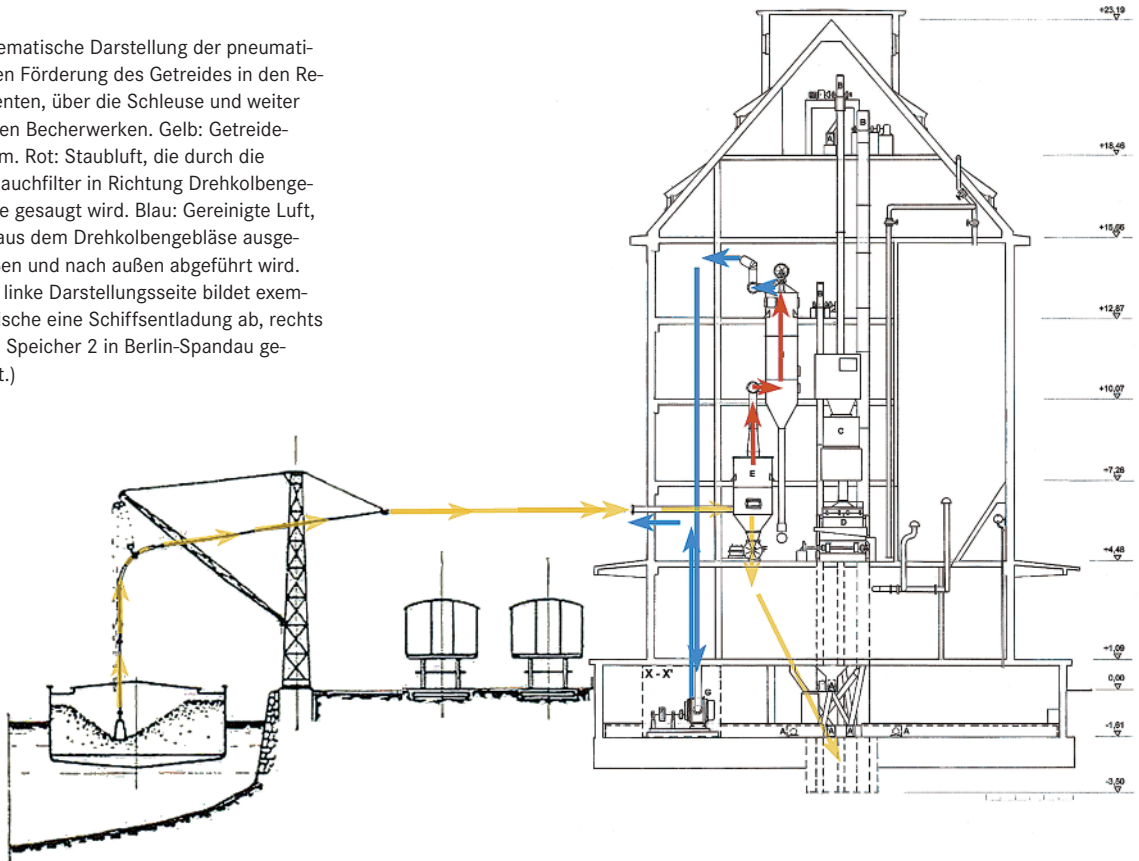 ematische Darstellung der pneumati-
en Förderung des Getreides in den Re-
enten, über die Schleuse und weiter
en Becherwerken. Gelb: Getreide-
m. Rot: Staubluft, die durch die
auchfilter in Richtung Drehkolbenge-
e gesaugt wird. Blau: Gereinigte Luft,
aus dem Drehkolbengebläse ausge-
ßen und nach außen abgeführt wird.
linke Darstellungsseite bildet exem-
ische eine Schiffsentladung ab, rechts
Speicher 2 in Berlin-Spandau ge-
t.)
+23,19
B
A
B
+18,46
+15,66
B
+12,87
+10,07
C
E
+7,26
D
F
+4,48
+1,09
X - X'
A
0,00
G
A
A
A
A
-1,61
-3,50